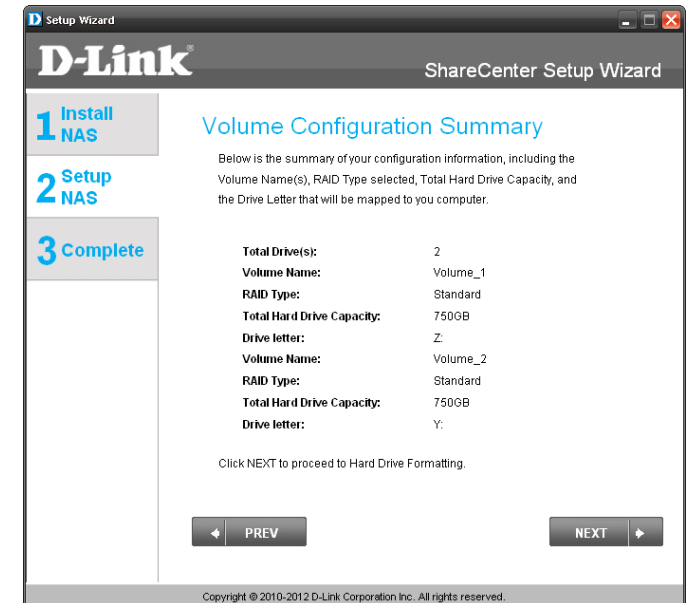 D Setup Wizard
D-Link®
ShareCenter Setup Wizard
1 Install NAS
2 Setup NAS
3 Complete
Volume Configuration Summary
Below is the summary of your configuration information, including the
Volume Name(s), RAID Type selected, Total Hard Drive Capacity, and
the Drive Letter that will be mapped to you computer.
Total Drive(s): 2
Volume Name: Volume_1
RAID Type: Standard
Total Hard Drive Capacity: 750GB
Drive letter: Z:
Volume Name: Volume_2
RAID Type: Standard
Total Hard Drive Capacity: 750GB
Drive letter: Y:
Click NEXT to proceed to Hard Drive Formatting.
PREV
NEXT
Copyright © 2010-2012 D-Link Corporation Inc. All rights reserved.